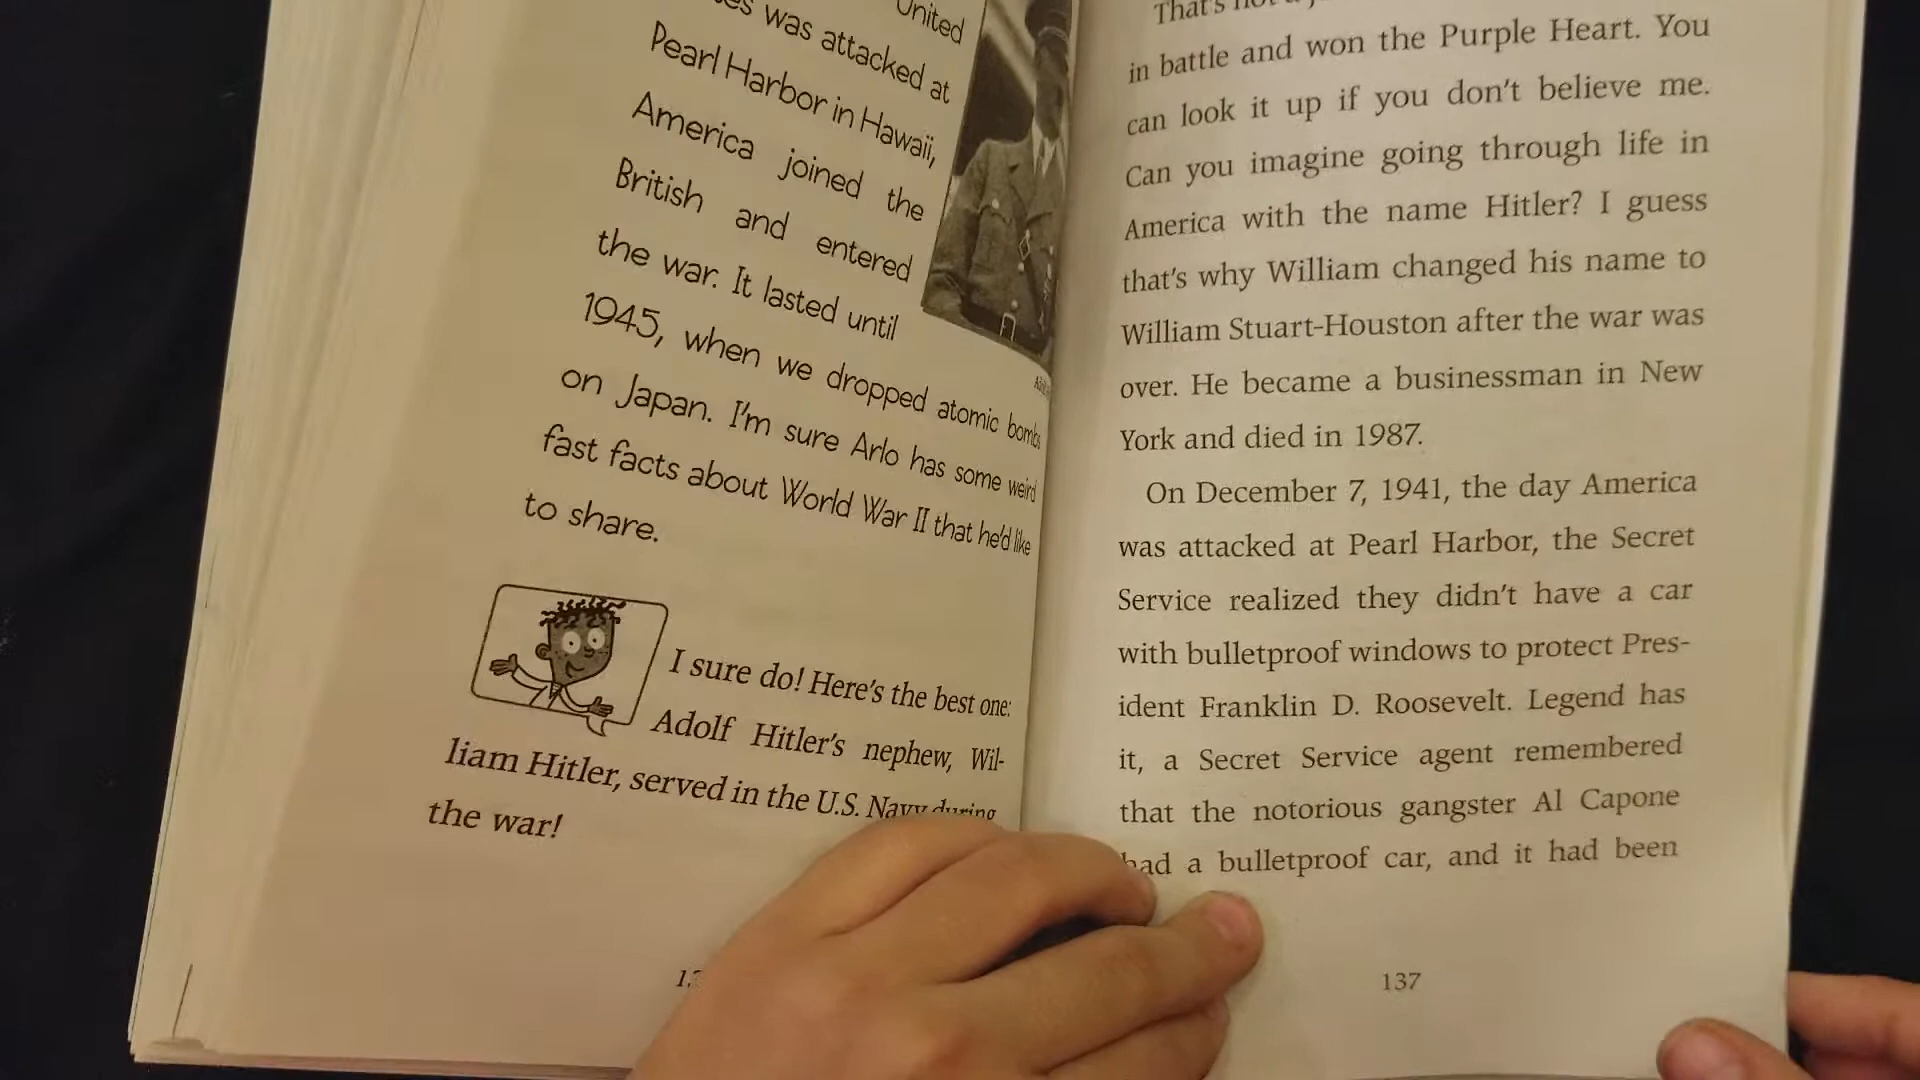 United
was attacked at
Pearl Harbor in Hawaii,
America joined the
British and entered
the war. It lasted until
1945, when we dropped atomic bombs
on Japan. I'm sure Arlo has some weird
fast facts about World War II that he'd like
to share.
I sure do! Here's the best one:
Adolf Hitler's nephew, Wil-
liam Hitler, served in the U.S. Navy during
the war!
That's not a
in battle and won the Purple Heart. You
can look it up if you don't believe me.
Can you imagine going through life in
America with the name Hitler? I guess
that's why William changed his name to
William Stuart-Houston after the war was
over. He became a businessman in New
York and died in 1987.
On December 7, 1941, the day America
was attacked at Pearl Harbor, the Secret
Service realized they didn't have a car
with bulletproof windows to protect Pres-
ident Franklin D. Roosevelt. Legend has
it, a Secret Service agent remembered
that the notorious gangster Al Capone
had a bulletproof car, and it had been
137